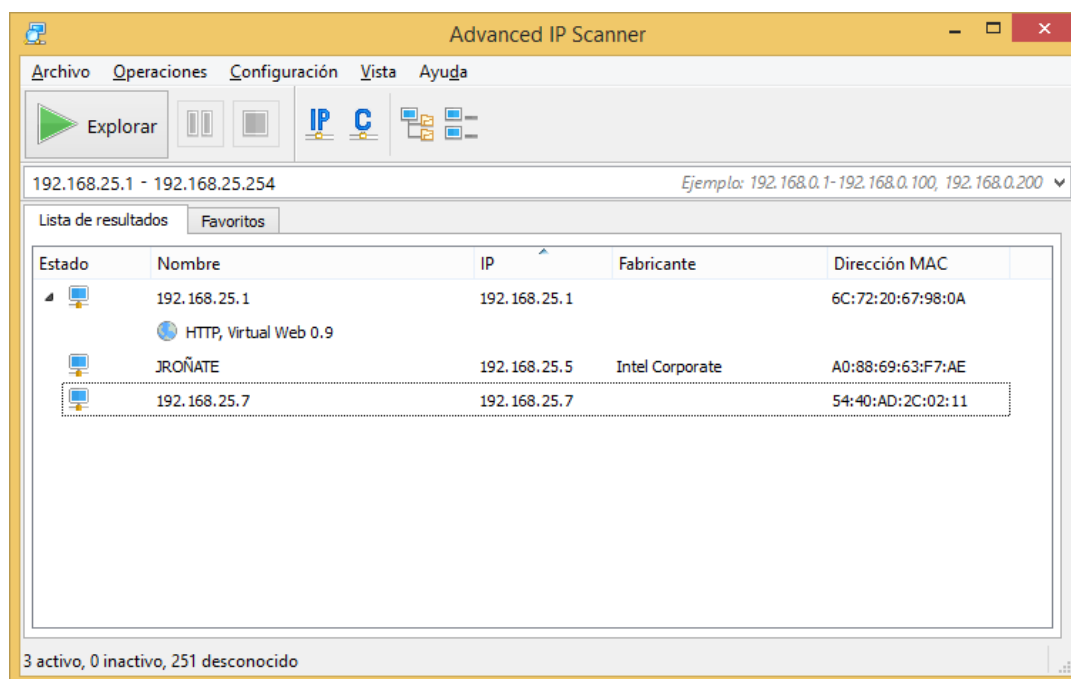 Advanced IP Scanner
Archivo Operaciones Configuración Vista Ayuda
Explorar IP C
192.168.25.1 - 192.168.25.254 Ejemplo: 192.168.0.1-192.168.0.100, 192.168.0.200
Lista de resultados Favoritos
Estado Nombre IP Fabricante Dirección MAC
192.168.25.1 192.168.25.1 6C:72:20:67:98:0A
HTTP, Virtual Web 0.9
JROÑATE 192.168.25.5 Intel Corporate A0:88:69:63:F7:AE
192.168.25.7 192.168.25.7 54:40:AD:2C:02:11
3 activo, 0 inactivo, 251 desconocido